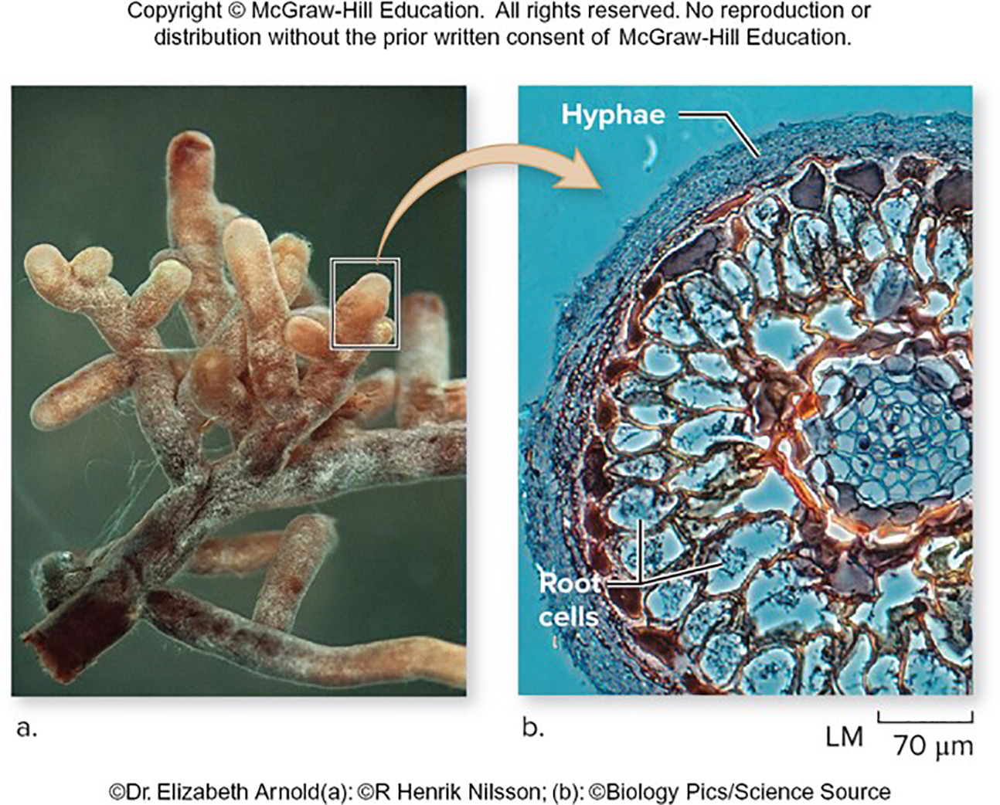 Copyright © McGraw-Hill Education. All rights reserved. No reproduction or
distribution without the prior written consent of McGraw-Hill Education.
Hyphae
Root
cells
a.
b.
LM
70 μm
©Dr. Elizabeth Arnold(a): ©R Henrik Nilsson; (b): ©Biology Pics/Science Source